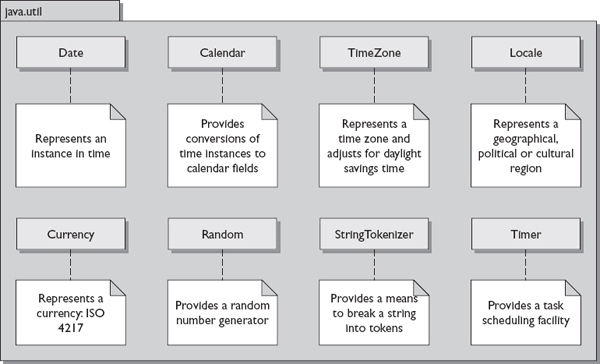 java.util
Date
Calendar
TimeZone
Locale
Represents an
instance in time
Provides
conversions of
time instances to
calendar fields
Represents a
time zone and
adjusts for daylight
savings time
Represents a
geographical,
political or cultural
region
Currency
Random
StringTokenizer
Timer
Represents a
currency: ISO
4217
Provides a random
number generator
Provides a means
to break a string
into tokens
Provides a task
scheduling facility